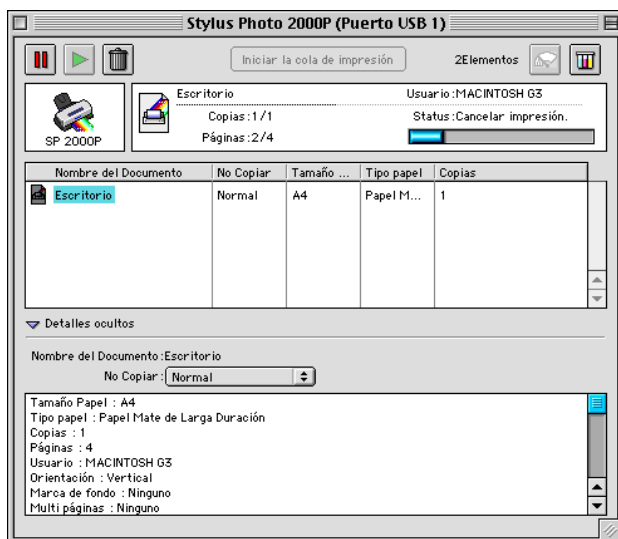 Stylus Photo 2000P (Puerto USB 1)
Iniciar la cola de impresión
2Elementos
SP 2000P
Escritorio
Usuario:MACINTOSH G3
Copias:1/1
Status:Cancelar impresión.
Páginas:2/4
Nombre del Documento No Copiar Tamaño ... Tipo papel Copias
Escritorio Normal A4 Papel M... 1
Detalles ocultos
Nombre del Documento:Escritorio
No Copiar: Normal
Tamaño Papel : A4
Tipo papel : Papel Mate de Larga Duración
Copias : 1
Páginas : 4
Usuario : MACINTOSH G3
Orientación : Vertical
Marca de fondo : Ninguno
Multi páginas : Ninguno